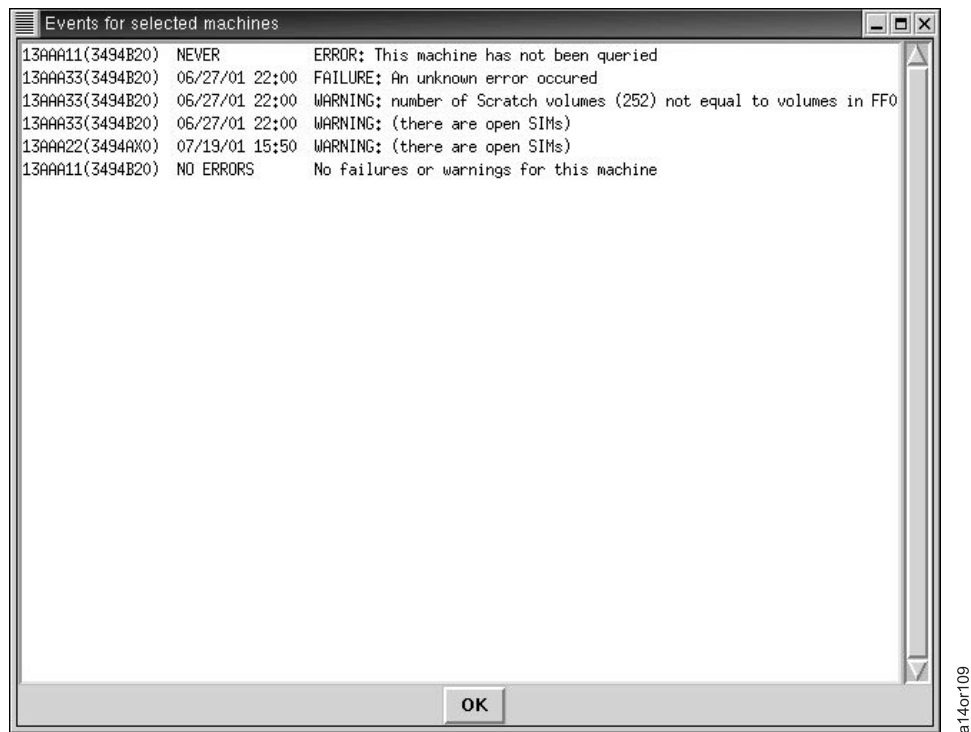 Events for selected machines
13AAA11(3494B20) NEVER ERROR: This machine has not been queried
13AAA33(3494B20) 06/27/01 22:00 FAILURE: An unknown error occured
13AAA33(3494B20) 06/27/01 22:00 WARNING: number of Scratch volumes (252) not equal to volumes in FF0
13AAA33(3494B20) 06/27/01 22:00 WARNING: (there are open SIMs)
13AAA22(3494AX0) 07/19/01 15:50 WARNING: (there are open SIMs)
13AAA11(3494B20) NO ERRORS No failures or warnings for this machine
OK
a14or109